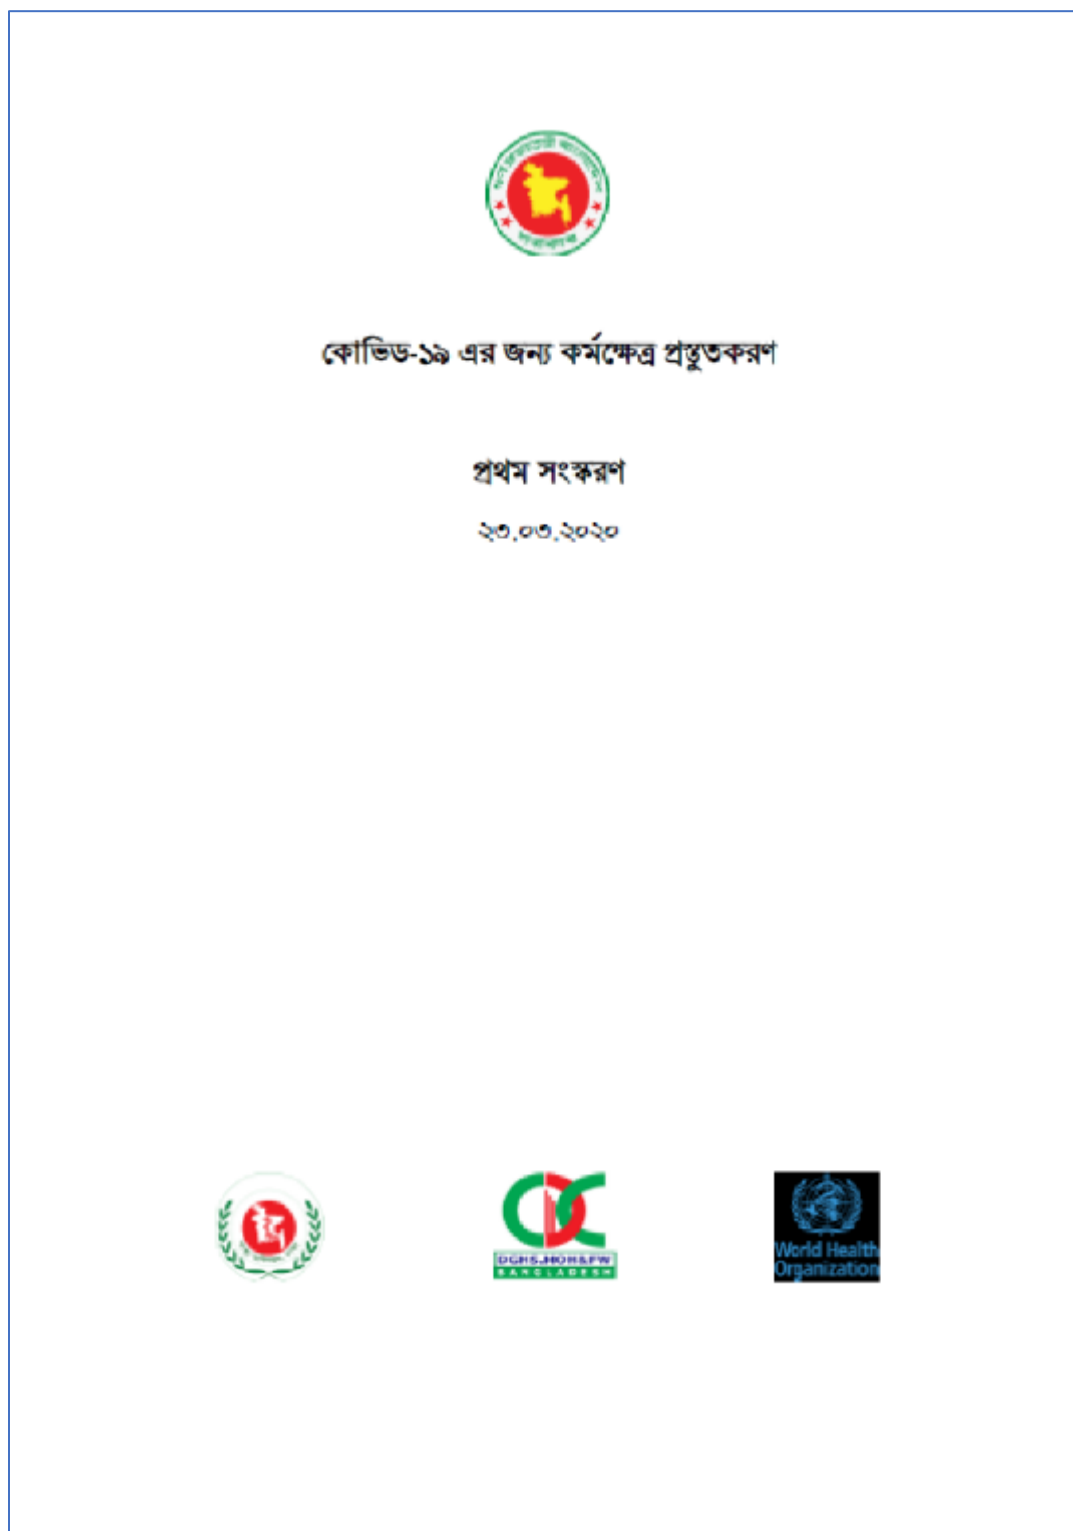 কোভিড-১৯ এর জন্য কর্মক্ষেত্র প্রস্তুতকরণ
প্রথম সংস্করণ
২৩.০৩.২০২০
DGHS,MOH&FW
BANGLADESH
World Health
Organization